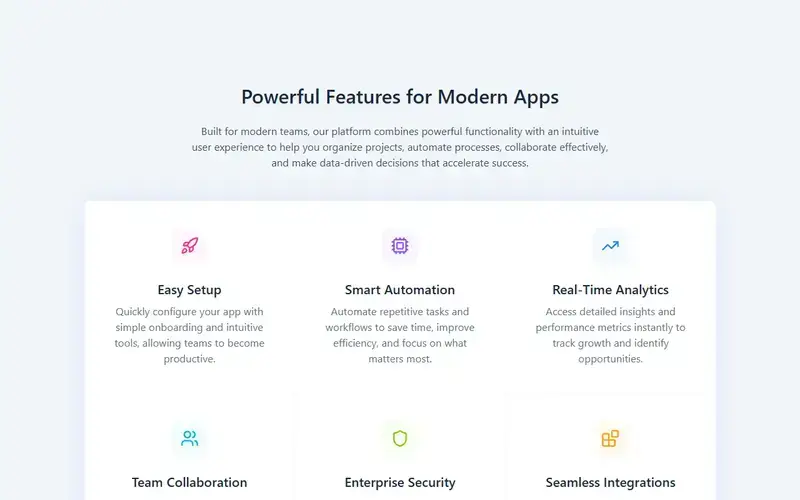 Powerful Features for Modern Apps
Built for modern teams, our platform combines powerful functionality with an intuitive
user experience to help you organize projects, automate processes, collaborate effectively,
and make data-driven decisions that accelerate success.
Easy Setup
Quickly configure your app with
simple onboarding and intuitive
tools, allowing teams to become
productive.
Smart Automation
Automate repetitive tasks and
workflows to save time, improve
efficiency, and focus on what
matters most.
Real-Time Analytics
Access detailed insights and
performance metrics instantly to
track growth and identify
opportunities.
Team Collaboration
Enterprise Security
Seamless Integrations